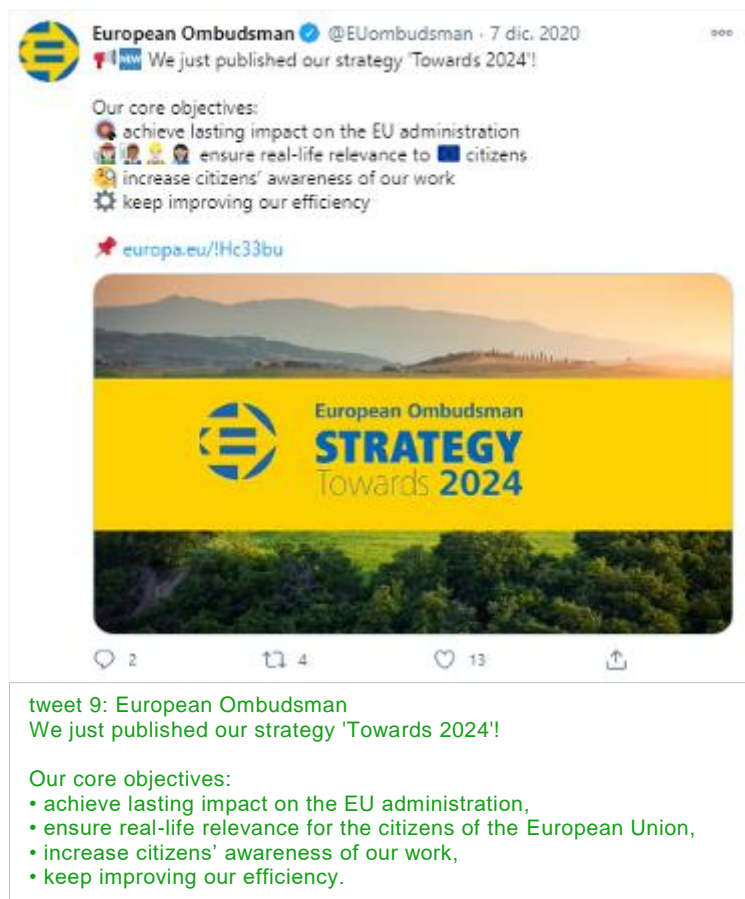 European Ombudsman @EUombudsman · 7 dic. 2020
NEW We just published our strategy 'Towards 2024'!
Our core objectives:
achieve lasting impact on the EU administration
ensure real-life relevance to citizens
increase citizens' awareness of our work
keep improving our efficiency
europa.eu/!Hc33bu
European Ombudsman
STRATEGY
Towards 2024
2 4 13
tweet 9: European Ombudsman
We just published our strategy 'Towards 2024'!
Our core objectives:
• achieve lasting impact on the EU administration,
• ensure real-life relevance for the citizens of the European Union,
• increase citizens’ awareness of our work,
• keep improving our efficiency.